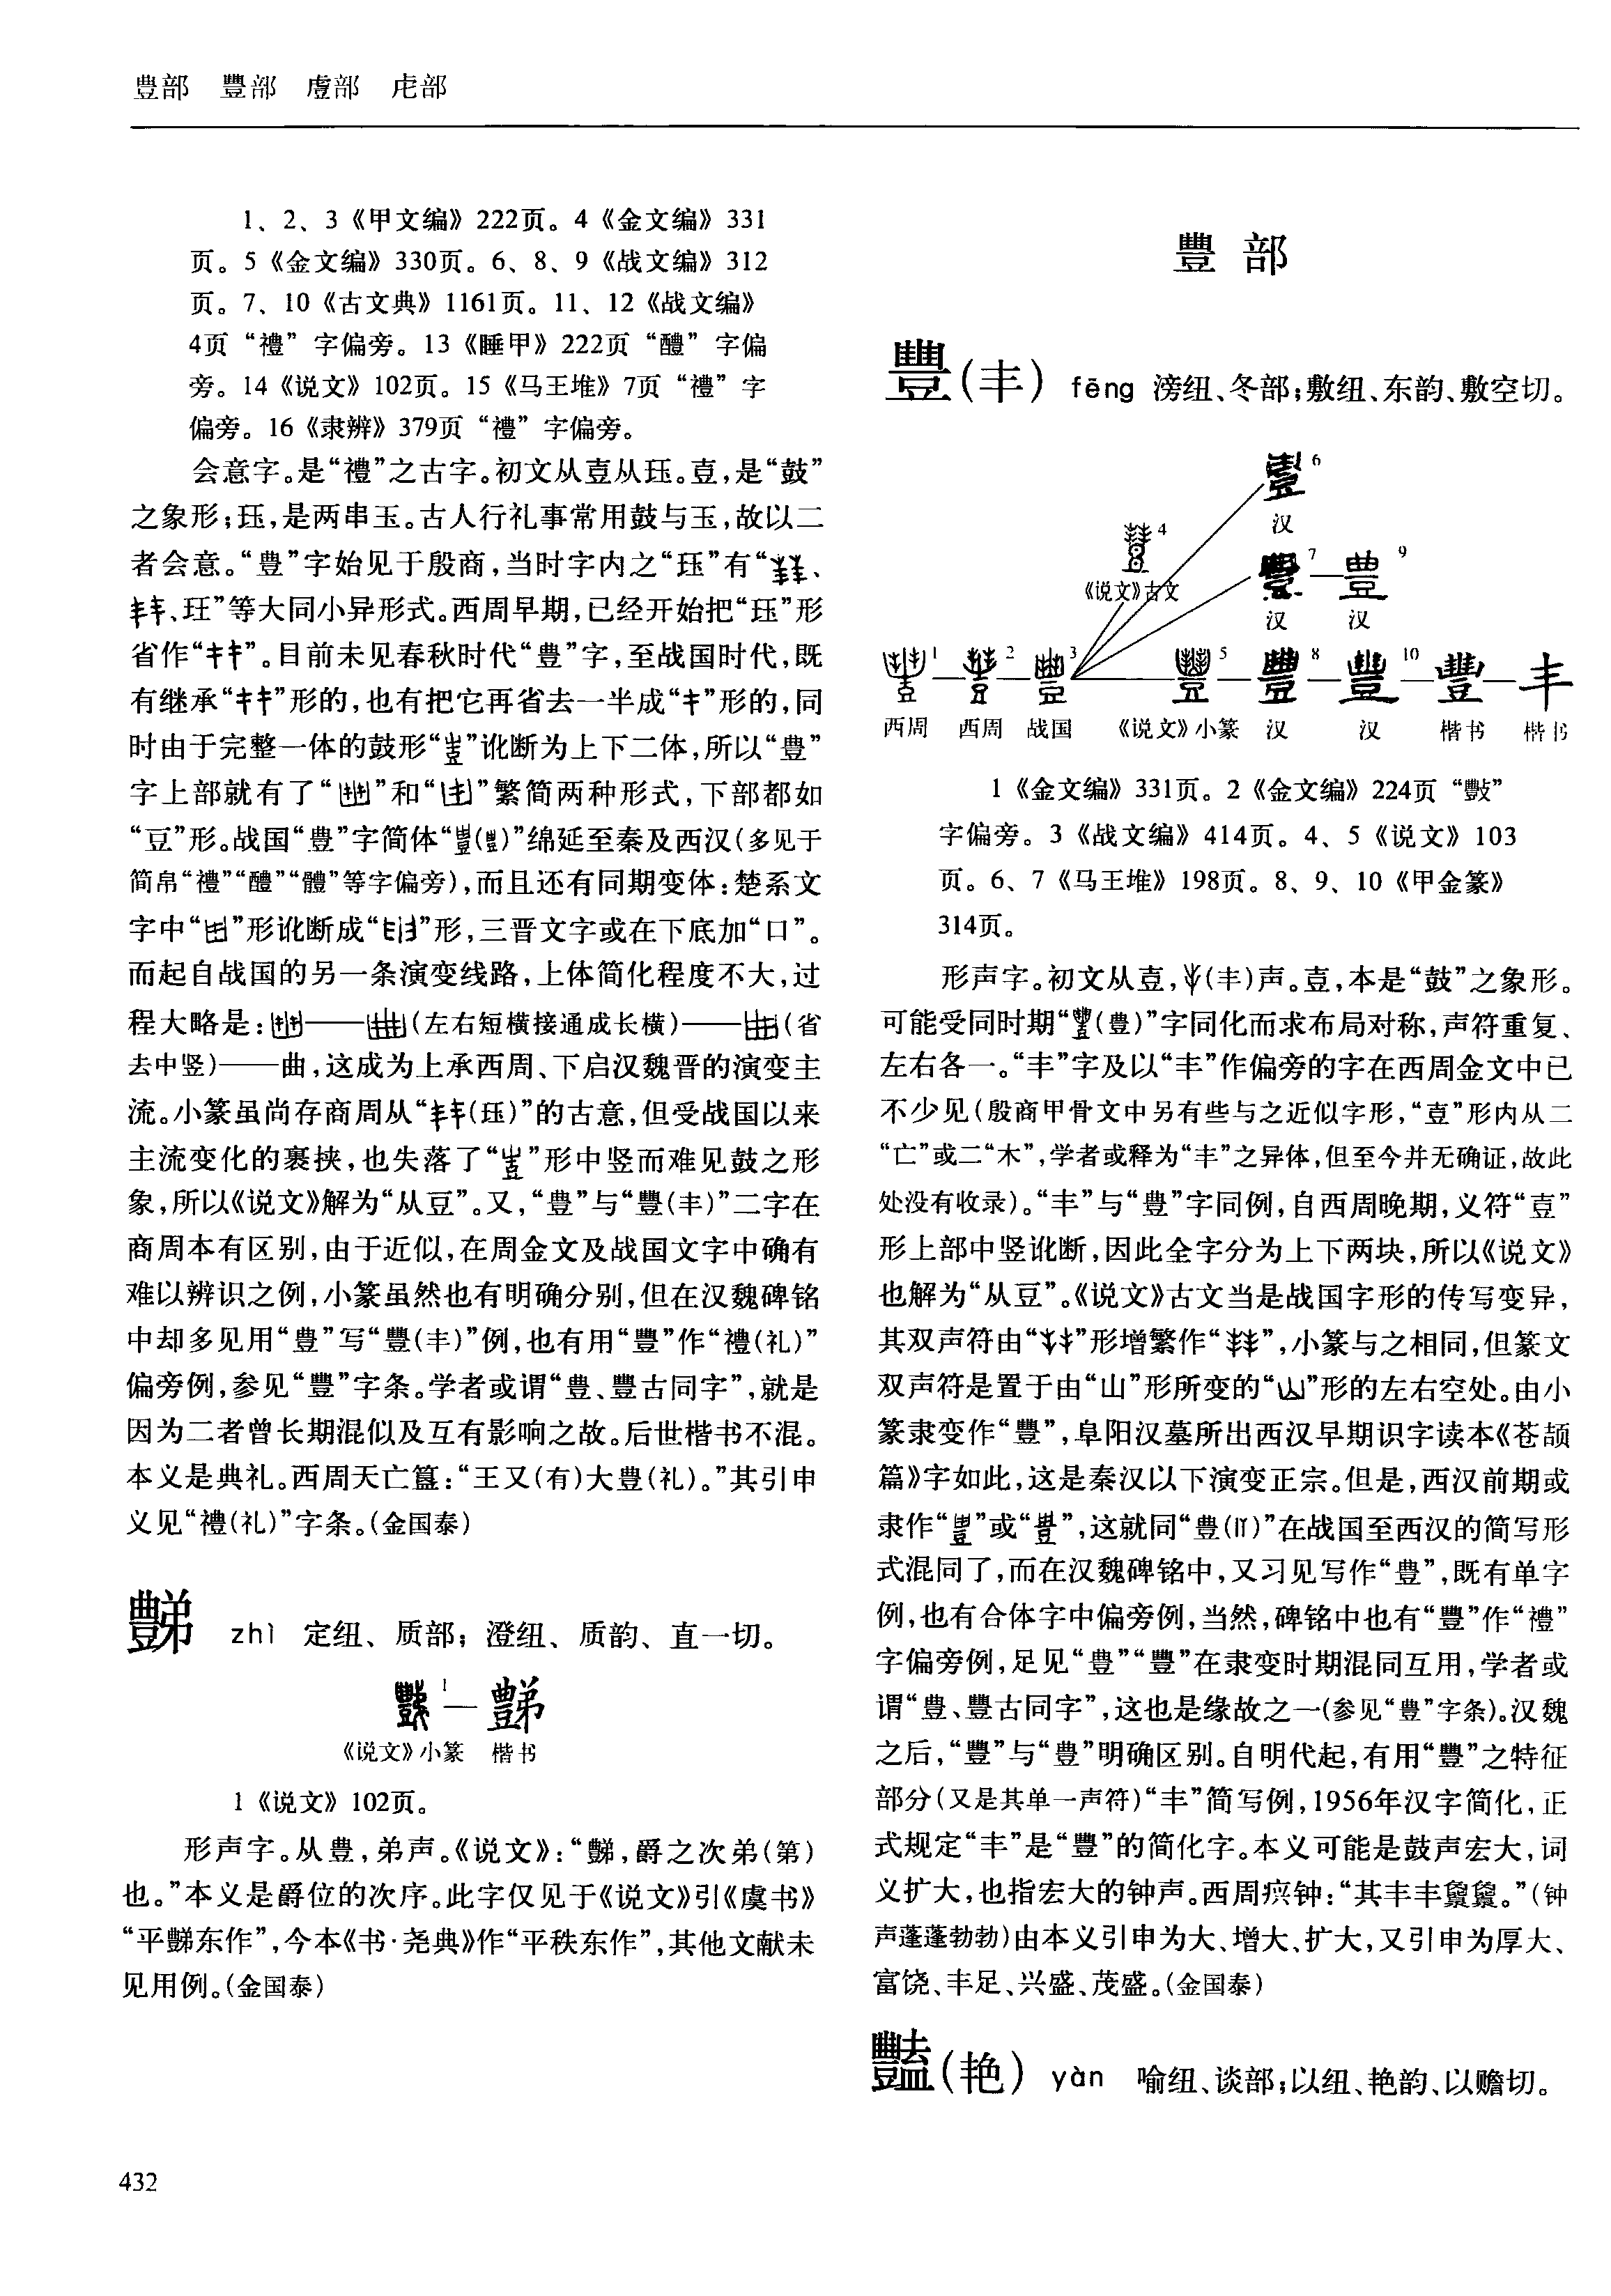 豊部 豐部 䖒部 虍部
1、2、3《甲文编》222页。4《金文编》331
页。5《金文编》330页。6、8、9《战文编》312
页。7、10《古文典》1161页。11、12《战文编》
4页“禮”字偏旁。13《睡甲》222页“醴”字偏
旁。14《说文》102页。15《马王堆》7页“禮”字
偏旁。16《隶辨》379页“禮”字偏旁。
会意字。是“禮”之古字。初文从壴从珏。壴，是“鼓”
之象形；珏，是两串玉。古人行礼事常用鼓与玉，故以二
者会意。“豊”字始见于殷商，当时字内之“珏”有“
、玨”等大同小异形式。西周早期，已经开始把“珏”形
省作“”。目前未见春秋时代“豊”字，至战国时代，既
有继承“”形的，也有把它再省去一半成“”形的，同
时由于完整一体的鼓形“”讹断为上下二体，所以“豊”
字上部就有了“”和“”繁简两种形式，下部都如
“豆”形。战国“豊”字简体“”绵延至秦及西汉（多见于
简帛“禮”“醴”“體”等字偏旁），而且还有同期变体：楚系文
字中“”形讹断成“”形，三晋文字或在下底加“口”。
而起自战国的另一条演变线路，上体简化程度不大，过
程大略是：——（左右短横接通成长横）——（省
去中竖）——曲，这成为上承西周、下启汉魏晋的演变主
流。小篆虽尚存商周从“（珏）”的古意，但受战国以来
主流变化的裹挟，也失落了“”形中竖而难见鼓之形
象，所以《说文》解为“从豆”。又，“豊”与“豐（丰）”二字在
商周本有区别，由于近似，在周金文及战国文字中确有
难以辨识之例，小篆虽然也有明确分别，但在汉魏碑铭
中却多见用“豊”写“豐（丰）”例，也有用“豐”作“禮（礼）”
偏旁例，参见“豐”字条。学者或谓“豊、豐古同字”，就是
因为二者曾长期混似及互有影响之故。后世楷书不混。
本义是典礼。西周天亡簋：“王又（有）大豊（礼）。”其引申
义见“禮（礼）”字条。（金国泰）
豑 zhì 定纽、质部；澄纽、质韵、直一切。
1 豑
《说文》小篆 楷书
1《说文》102页。
形声字。从豊，弟声。《说文》：“豑，爵之次弟（第）
也。”本义是爵位的次序。此字仅见于《说文》引《虞书》
“平豑东作”，今本《书·尧典》作“平秩东作”，其他文献未
见用例。（金国泰）
豐部
豐（丰） fēng 滂纽、冬部；敷纽、东韵、敷空切。
6
汉
4
《说文》古文
7 9
汉 汉
1 2 3 5 8 10 豐 丰
西周 西周 战国 《说文》小篆 汉 汉 楷书 楷书
1《金文编》331页。2《金文编》224页“”
字偏旁。3《战文编》414页。4、5《说文》103
页。6、7《马王堆》198页。8、9、10《甲金篆》
314页。
形声字。初文从壴，（丰）声。壴，本是“鼓”之象形。
可能受同时期“（豊）”字同化而求布局对称，声符重复、
左右各一。“丰”字及以“丰”作偏旁的字在西周金文中已
不少见（殷商甲骨文中另有些与之近似字形，“壴”形内从二
“亡”或二“木”，学者或释为“丰”之异体，但至今并无确证，故此
处没有收录）。“丰”与“豊”字同例，自西周晚期，义符“壴”
形上部中竖讹断，因此全字分为上下两块，所以《说文》
也解为“从豆”。《说文》古文当是战国字形的传写变异，
其双声符由“”形增繁作“”，小篆与之相同，但篆文
双声符是置于由“山”形所变的“”形的左右空处。由小
篆隶变作“豐”，阜阳汉墓所出西汉早期识字读本《苍颉
篇》字如此，这是秦汉以下演变正宗。但是，西汉前期或
隶作“”或“”，这就同“豊”在战国至西汉的简写形
式混同了，而在汉魏碑铭中，又习见写作“豊”，既有单字
例，也有合体字中偏旁例，当然，碑铭中也有“豐”作“禮”
字偏旁例，足见“豊”“豐”在隶变时期混同互用，学者或
谓“豊、豐古同字”，这也是缘故之一（参见“豊”字条）。汉魏
之后，“豐”与“豊”明确区别。自明代起，有用“豐”之特征
部分（又是其单一声符）“丰”简写例，1956年汉字简化，正
式规定“丰”是“豐”的简化字。本义可能是鼓声宏大，词
义扩大，也指宏大的钟声。西周𤼈钟：“其丰丰。”（钟
声蓬蓬勃勃）由本义引申为大、增大、扩大，又引申为厚大、
富饶、丰足、兴盛、茂盛。（金国泰）
豔（艳） yàn 喻纽、谈部；以纽、艳韵、以赡切。
432